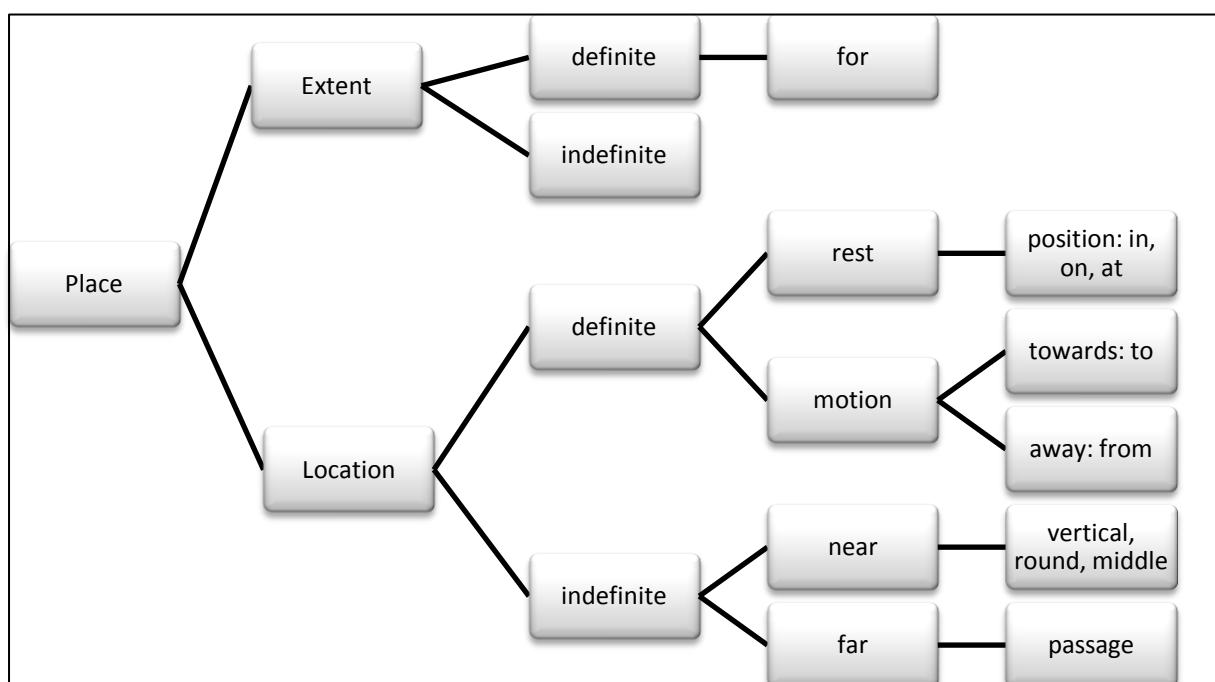 definite
for
Extent
indefinite
rest
position: in,
on, at
Place
definite
towards: to
motion
away: from
Location
near
vertical,
round, middle
indefinite
far
passage